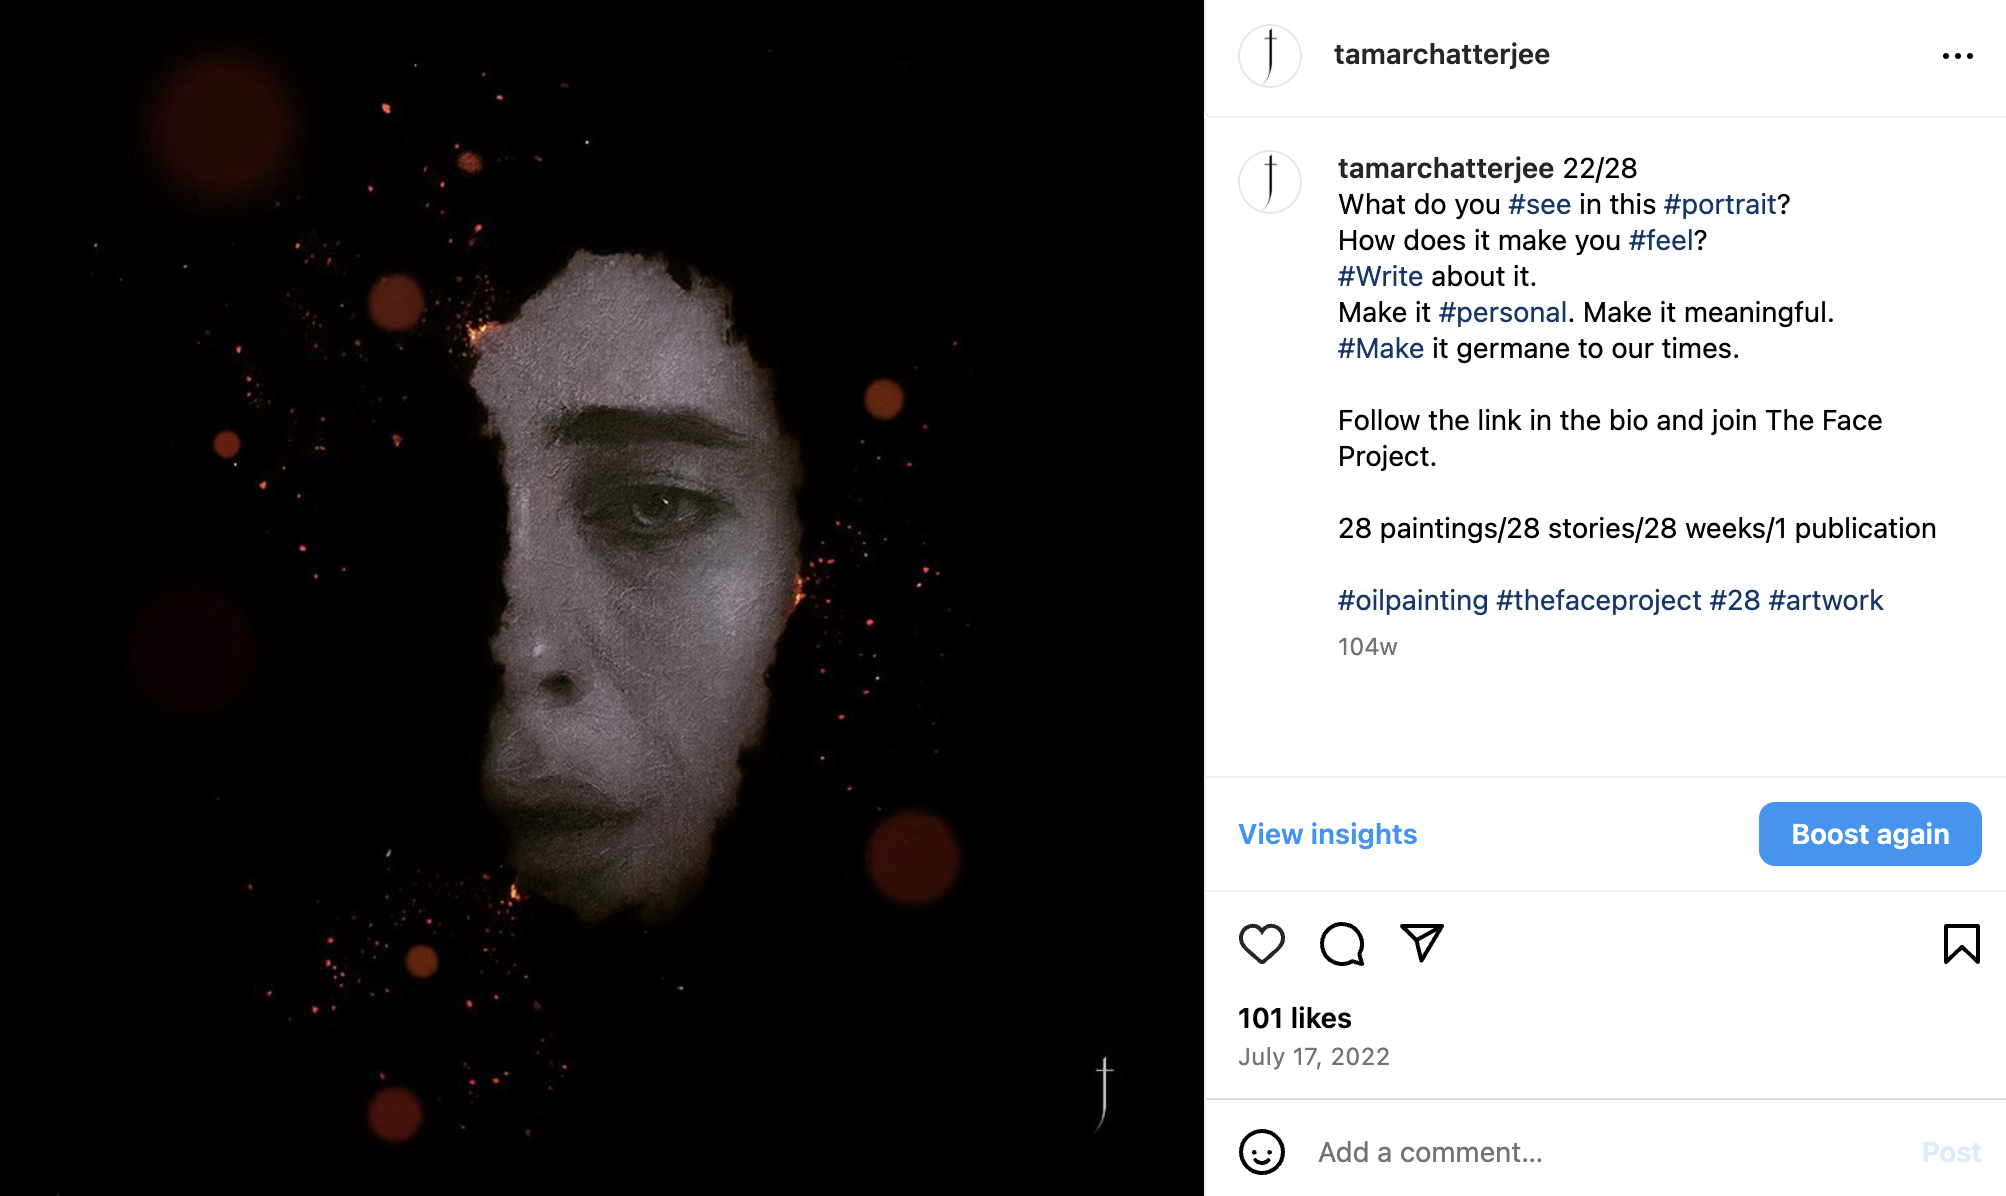 tamarchatterjee
tamarchatterjee 22/28
What do you #see in this #portrait?
How does it make you #feel?
#Write about it.
Make it #personal. Make it meaningful.
#Make it germane to our times.
Follow the link in the bio and join The Face
Project.
28 paintings/28 stories/28 weeks/1 publication
#oilpainting #thefaceproject #28 #artwork
104w
View insights
Boost again
101 likes
July 17, 2022
Add a comment...
Post